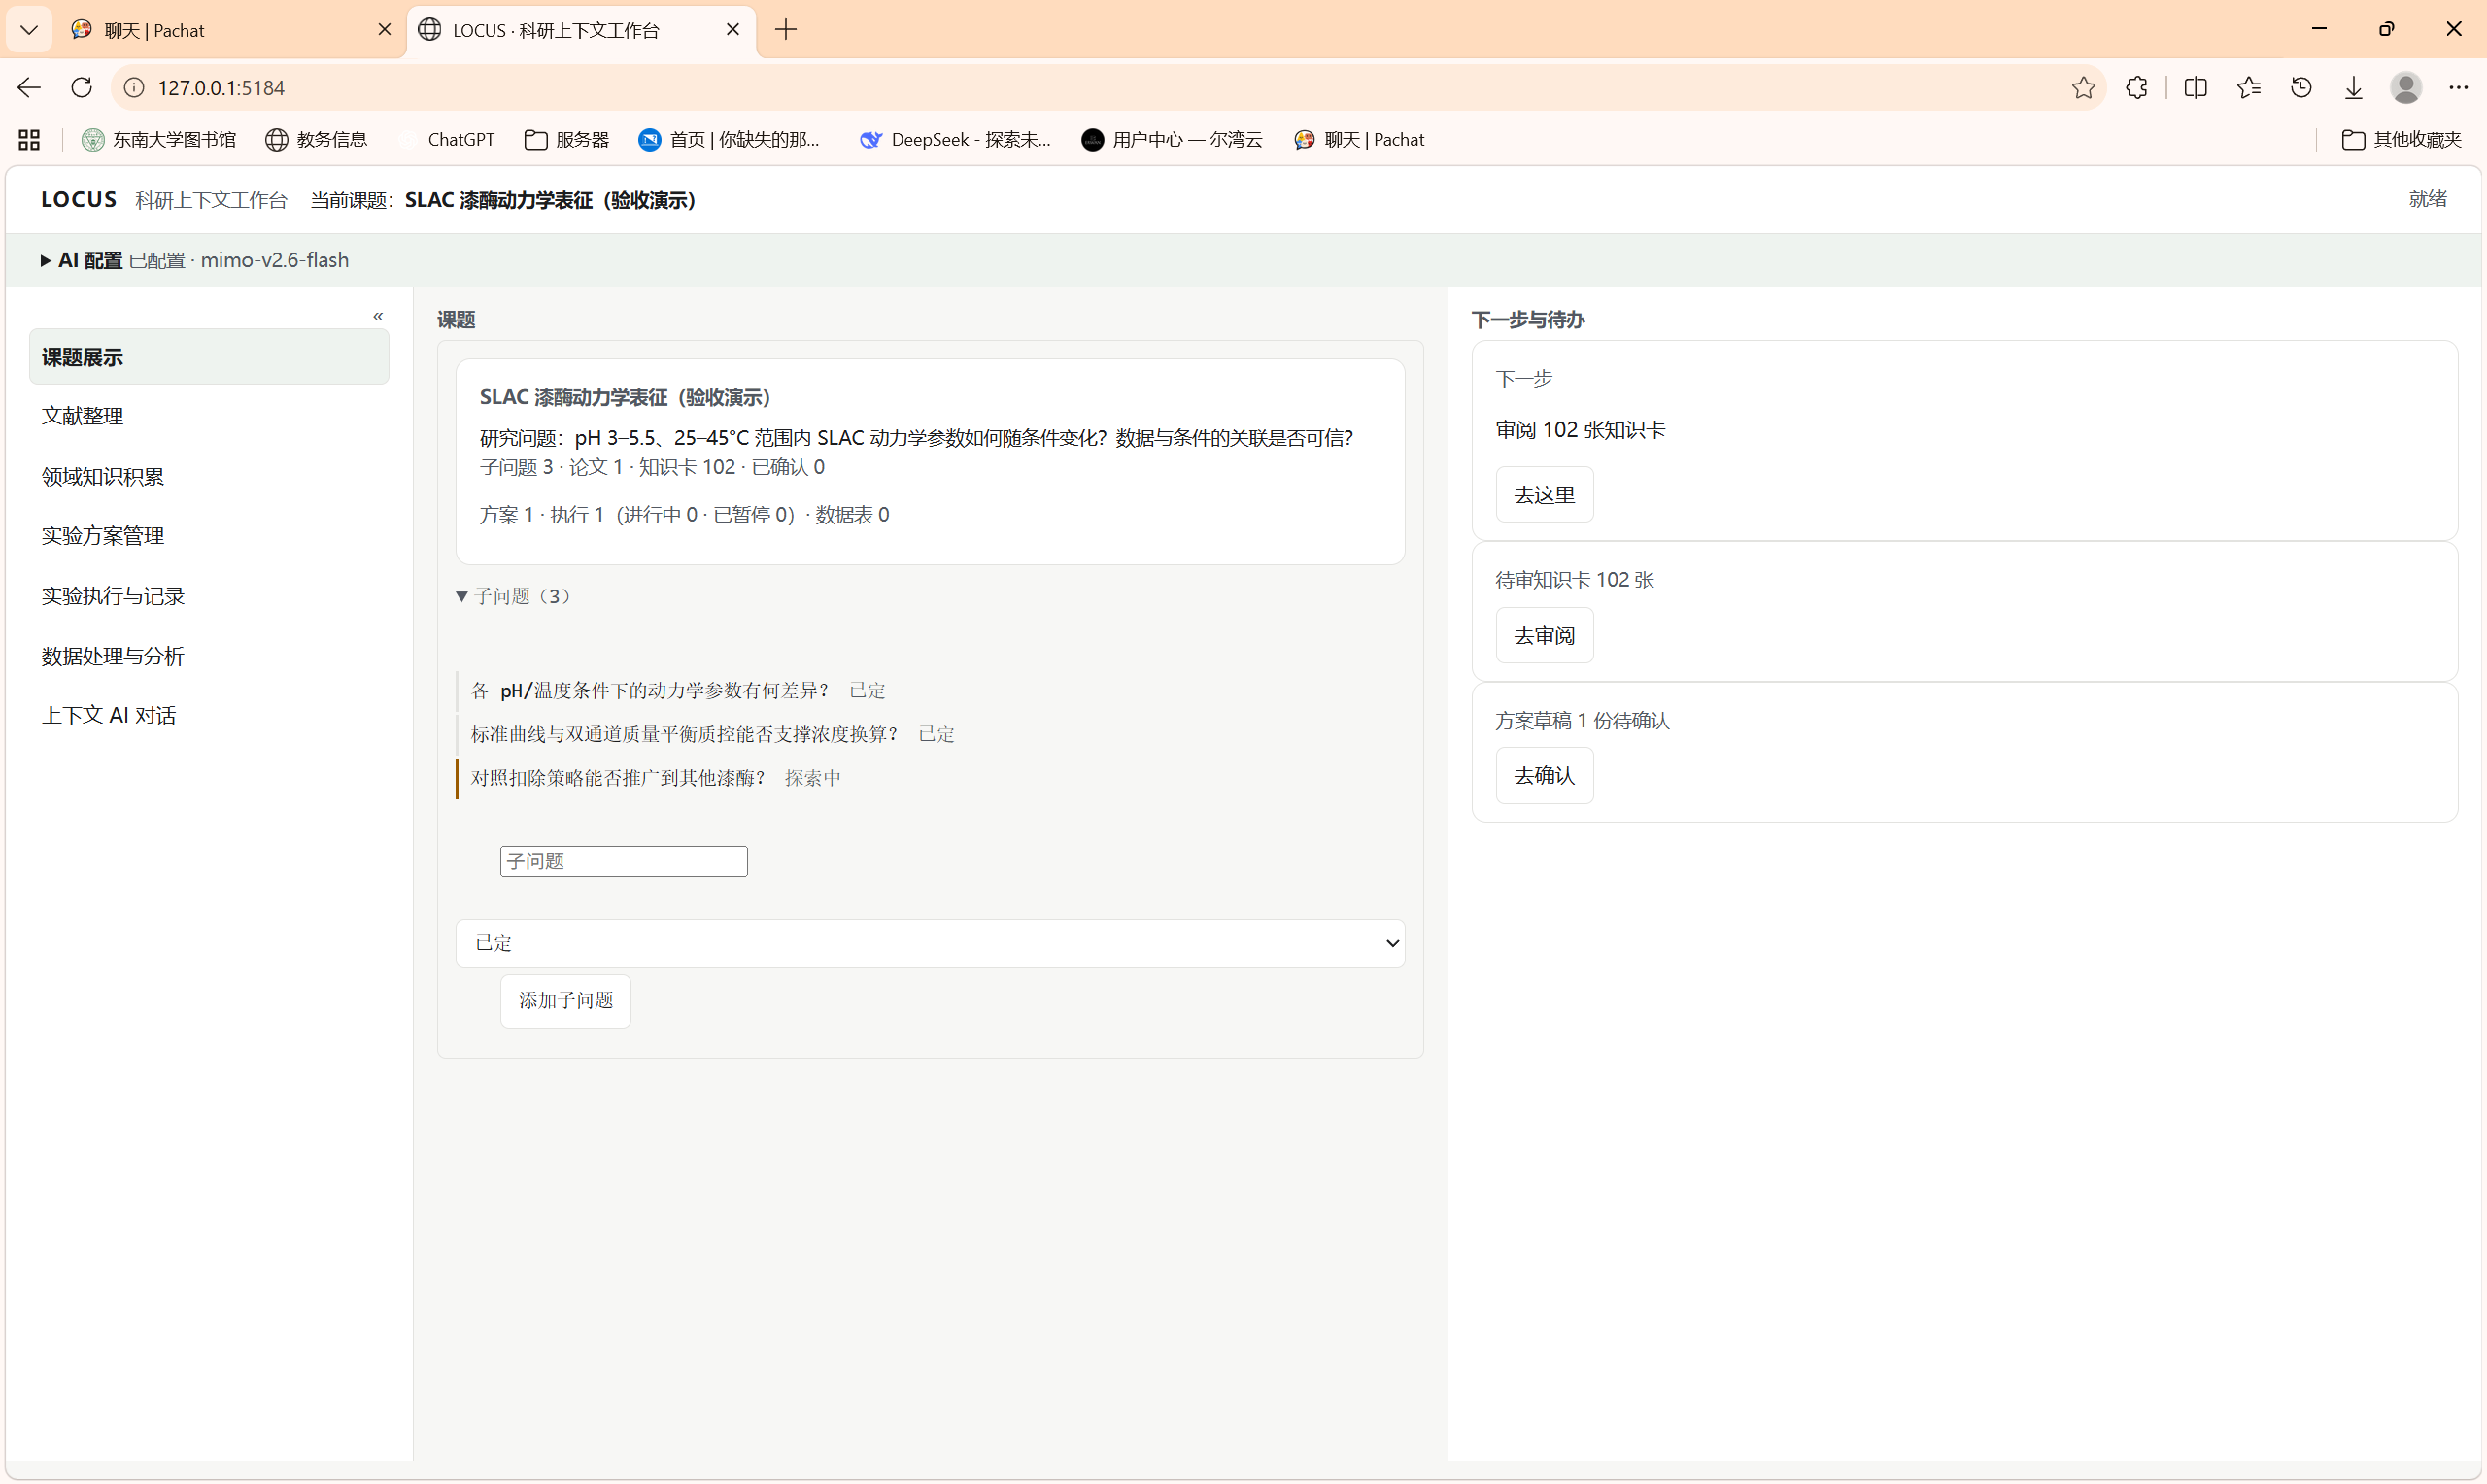 聊天 | Pachat
LOCUS · 科研上下文工作台
127.0.0.1:5184
东南大学图书馆
教务信息
ChatGPT
服务器
首页 | 你缺失的那...
DeepSeek - 探索未...
用户中心 — 尔湾云
聊天 | Pachat
其他收藏夹
LOCUS 科研上下文工作台 当前课题：SLAC 漆酶动力学表征（验收演示）
就绪
▶ AI 配置 已配置 · mimo-v2.6-flash
«
课题展示
文献整理
领域知识积累
实验方案管理
实验执行与记录
数据处理与分析
上下文 AI 对话
课题
SLAC 漆酶动力学表征（验收演示）
研究问题：pH 3–5.5、25–45°C 范围内 SLAC 动力学参数如何随条件变化？数据与条件的关联是否可信？
子问题 3 · 论文 1 · 知识卡 102 · 已确认 0
方案 1 · 执行 1（进行中 0 · 已暂停 0）· 数据表 0
▼ 子问题（3）
各 pH/温度条件下的动力学参数有何差异？ 已定
标准曲线与双通道质量平衡质控能否支撑浓度换算？ 已定
对照扣除策略能否推广到其他漆酶？ 探索中
子问题
已定
添加子问题
下一步与待办
下一步
审阅 102 张知识卡
去这里
待审知识卡 102 张
去审阅
方案草稿 1 份待确认
去确认